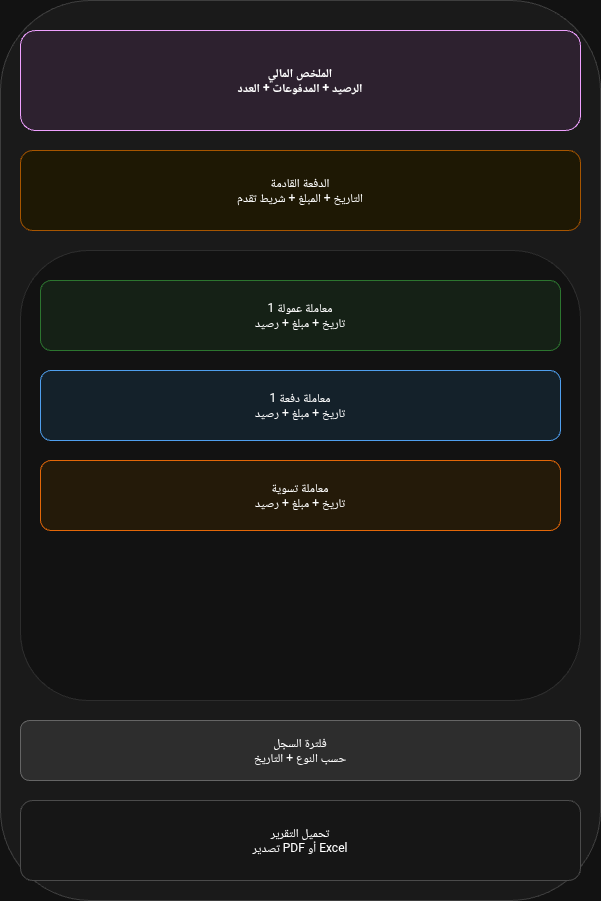 الملخص المالي
الرصيد + المدفوعات + العدد
الدفعة القادمة
التاريخ + المبلغ + شريط تقدم
معاملة عمولة 1
تاريخ + مبلغ + رصيد
معاملة دفعة 1
تاريخ + مبلغ + رصيد
معاملة تسوية
تاريخ + مبلغ + رصيد
فلترة السجل
حسب النوع + التاريخ
تحميل التقرير
تصدير PDF أو Excel